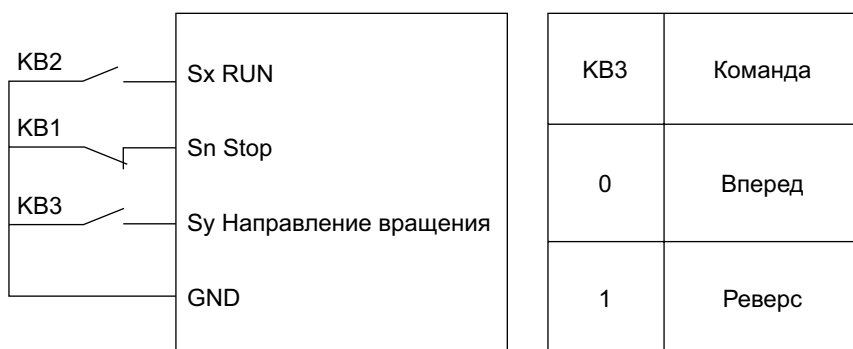 KB2
Sx RUN
KB1
Sn Stop
KB3
Sy Направление вращения
GND
KB3 Команда
0 Вперед
1 Реверс